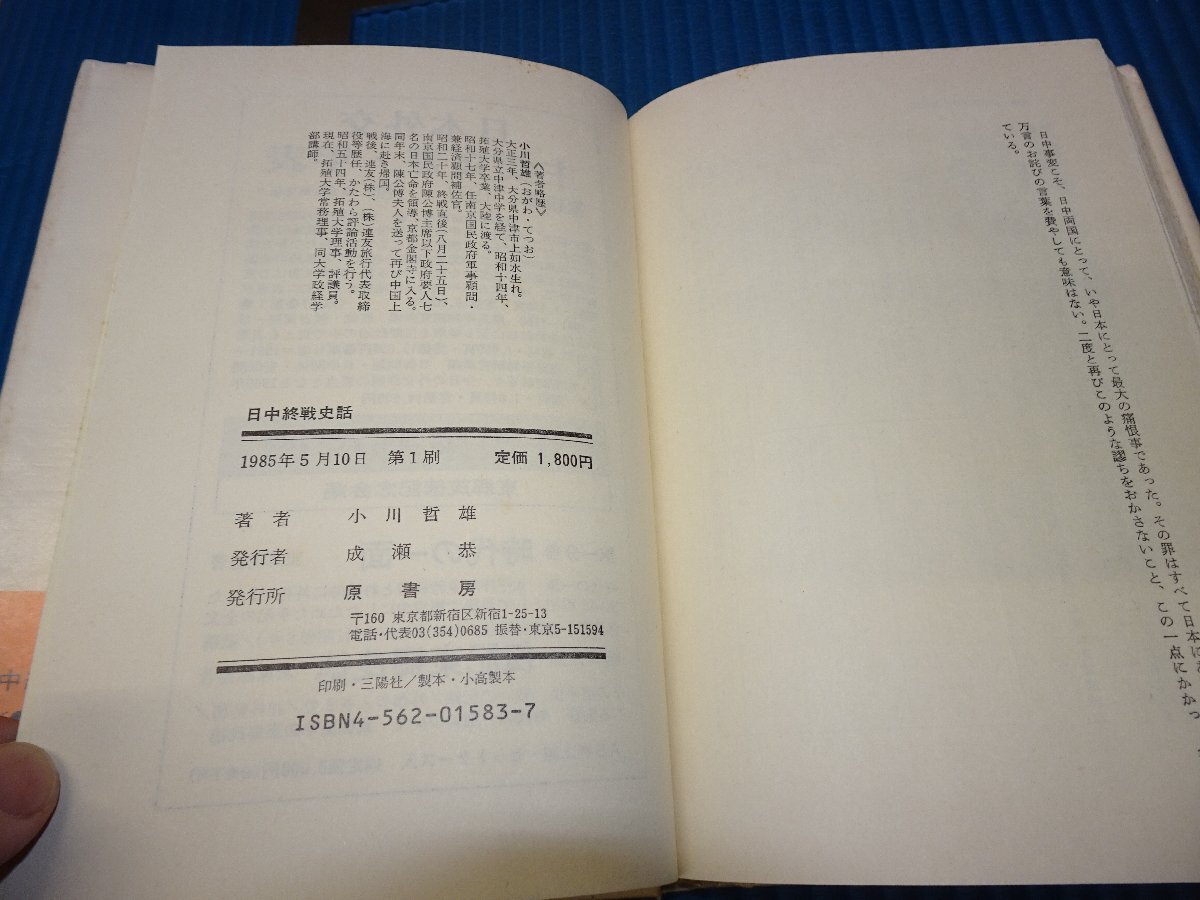 日中事変こそ、日中両国にとって、いや日本にとって最大の痛恨事であった。その罪はすべて日本に
万言のお詫びの言葉を費やしても意味はない。二度と再びこのような謬ちをおかさないこと、この一点にかかっ
ている。
〈著者略歴〉
小川哲雄（おがわ・てつお）
大正三年、大分県中津市上如水生れ。
大分県立中津中学を経て、昭和十四年、
拓殖大学卒業、大陸に渡る。
昭和十七年、任南京国民政府軍事顧問・
兼経済顧問補佐官。
昭和二十年、終戦直後（八月二十五日）、
南京国民政府陳公博主席以下政府要人七
名の日本亡命を領導、京都金閣寺に入る。
同年末、陳公博夫人を送って再び中国上
海に赴き帰国。
戦後、連友（株）、（株）連友旅行代表取締
役等歴任、かたわら評論活動を行う。
昭和五十四年、拓殖大学理事、評議員。
現在、拓殖大学常務理事、同大学政経学
部講師。
日中終戦史話
1985年5月10日 第1刷 定価 1,800円
著者 小川哲雄
発行者 成瀬恭
発行所 原書房
〒160 東京都新宿区新宿1-25-13
電話・代表03(354)0685 振替・東京5-151594
印刷・三陽社／製本・小高製本
ISBN4-562-01583-7
中